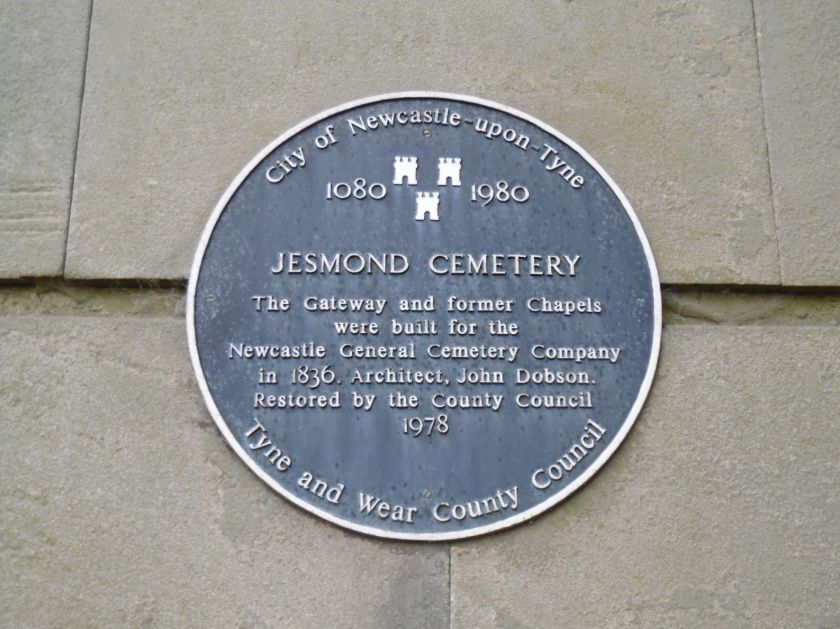 City of Newcastle-upon-Tyne
1080 1980
JESMOND CEMETERY
The Gateway and former Chapels
were built for the
Newcastle General Cemetery Company
in 1836. Architect, John Dobson.
Restored by the County Council
1978
Tyne and Wear County Council